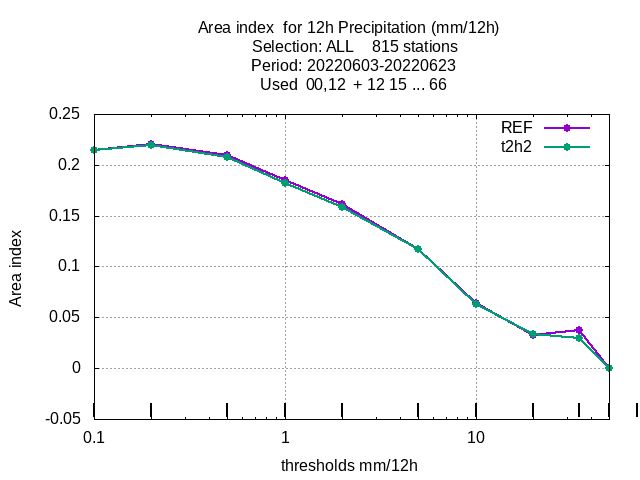 Area index  for 12h Precipitation (mm/12h)
Selection: ALL    815 stations
Period: 20220603-20220623
Used  00,12  + 12 15 ... 66
REF
t2h2
0.25
0.2
0.15
0.1
0.05
0
-0.05
Area index
0.1
1
10
thresholds mm/12h